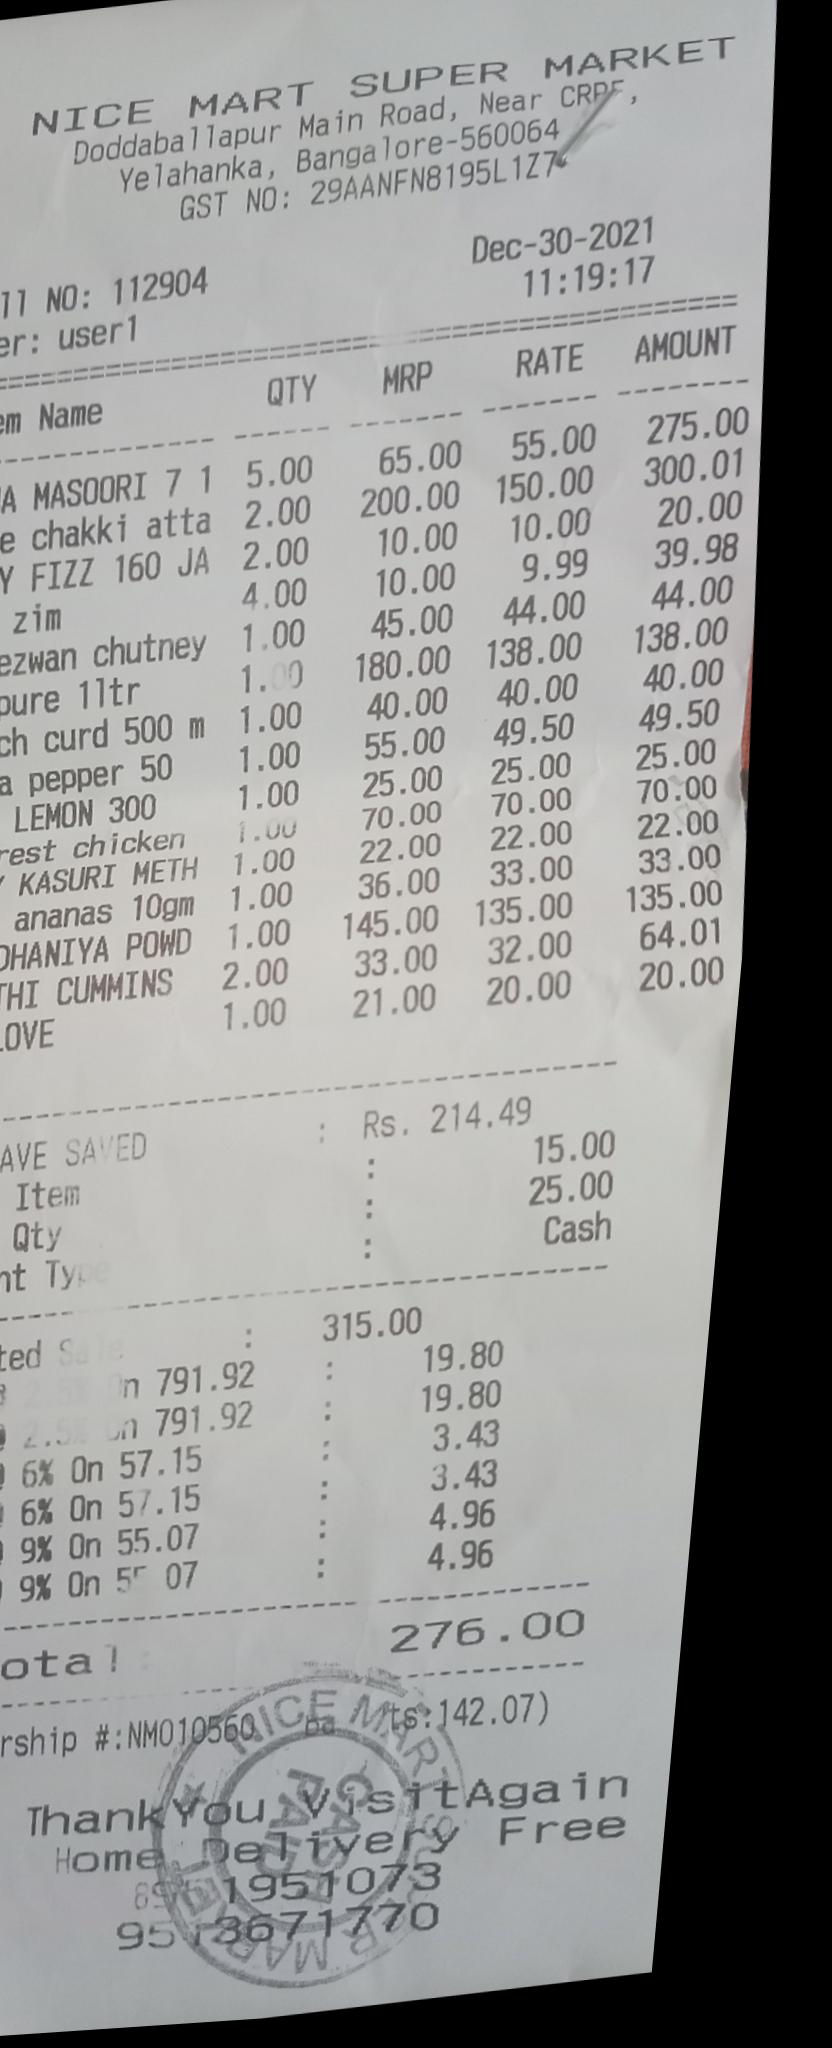 NICE MART SUPER MARKET
Doddaballapur Main Road, Near CRPF,
Yelahanka, Bangalore-560064
GST NO: 29AANFN8195L1Z7
Dec-30-2021
ll NO: 112904 11:19:17
er: user1
em Name QTY MRP RATE AMOUNT
A MASOORI 7 1 5.00 65.00 55.00 275.00
e chakki atta 2.00 200.00 150.00 300.01
Y FIZZ 160 JA 2.00 10.00 10.00 20.00
zim 4.00 10.00 9.99 39.98
ezwan chutney 1.00 45.00 44.00 44.00
pure 1ltr 1.00 180.00 138.00 138.00
ch curd 500 m 1.00 40.00 40.00 40.00
a pepper 50 1.00 55.00 49.50 49.50
LEMON 300 1.00 25.00 25.00 25.00
rest chicken 1.00 70.00 70.00 70.00
Y KASURI METH 1.00 22.00 22.00 22.00
ananas 10gm 1.00 36.00 33.00 33.00
DHANIYA POWD 1.00 145.00 135.00 135.00
THI CUMMINS 2.00 33.00 32.00 64.01
LOVE 1.00 21.00 20.00 20.00
AVE SAVED : Rs. 214.49
Item : 15.00
Qty : 25.00
nt Type : Cash
ted Sale : 315.00
2.5% On 791.92 : 19.80
2.5% On 791.92 : 19.80
6% On 57.15 : 3.43
6% On 57.15 : 3.43
9% On 55.07 : 4.96
9% On 55.07 : 4.96
otal: 276.00
rship #:NM010560 ts:142.07)
ThankYou VisitAgain
Home Delivery Free
1951073
3671770
NICE MART SUPER MARKET
CASH
PAID